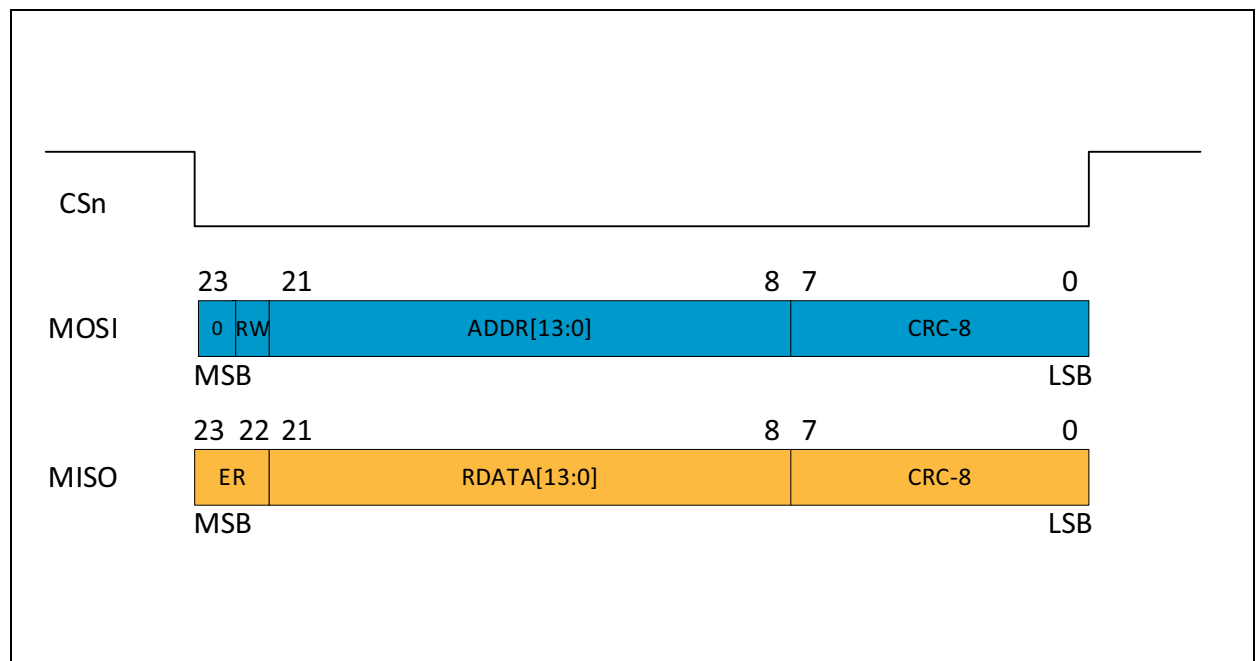 CSn
23 21 8 7 0
MOSI 0 RW ADDR[13:0] CRC-8
MSB LSB
23 22 21 8 7 0
MISO ER RDATA[13:0] CRC-8
MSB LSB